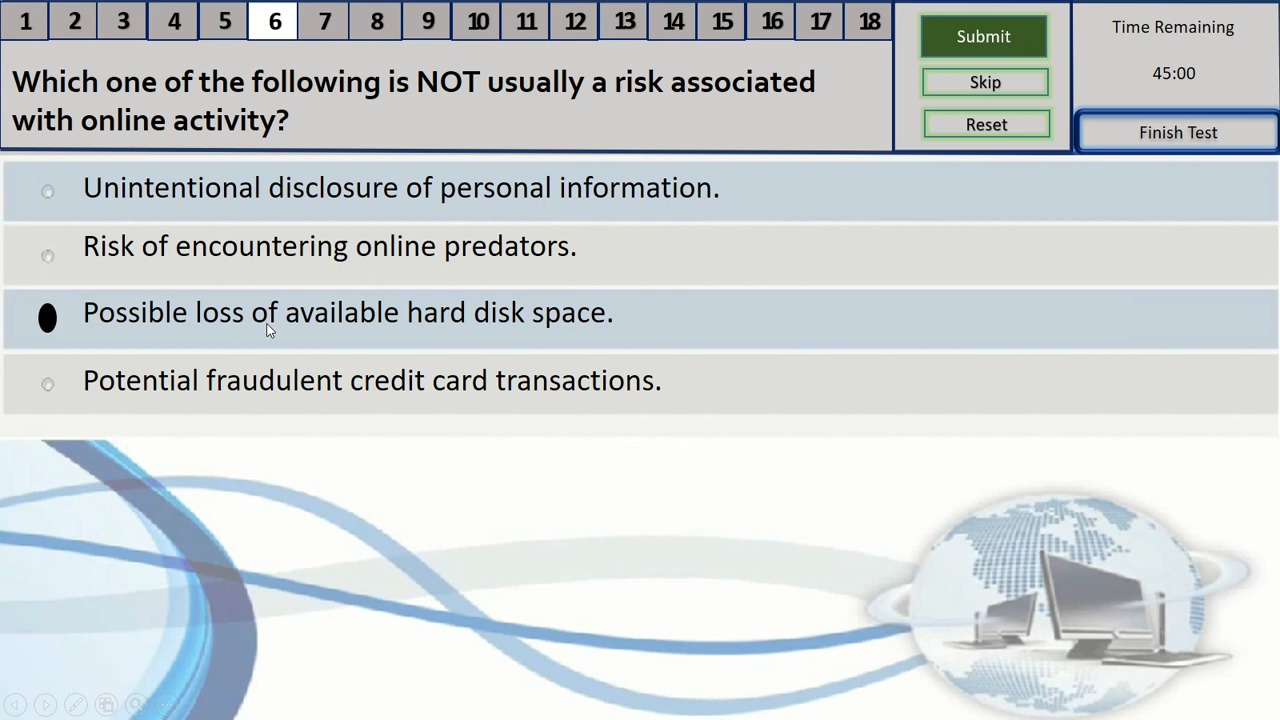 1 2 3 4 5 6 7 8 9 10 11 12 13 14 15 16 17 18
Which one of the following is NOT usually a risk associated
with online activity?
Submit
Skip
Reset
Time Remaining
45:00
Finish Test
Unintentional disclosure of personal information.
Risk of encountering online predators.
Possible loss of available hard disk space.
Potential fraudulent credit card transactions.